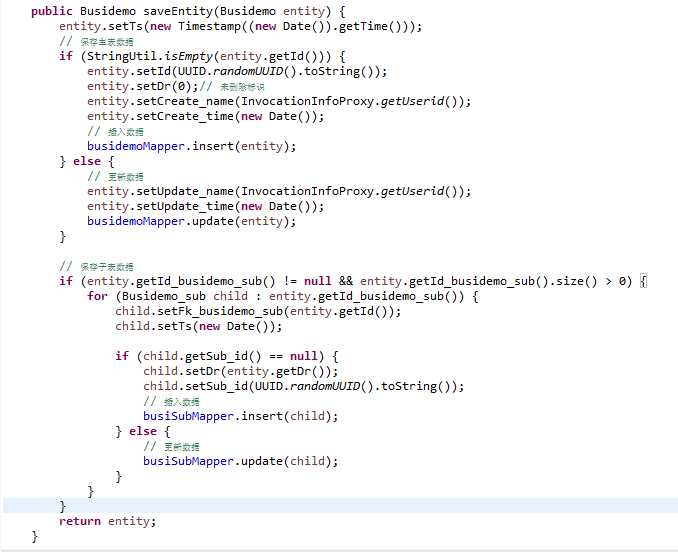 public Busidemo saveEntity(Busidemo entity) {
    entity.setTs(new Timestamp((new Date()).getTime()));
    // 保存主表数据
    if (StringUtil.isEmpty(entity.getId())) {
        entity.setId(UUID.randomUUID().toString());
        entity.setDr(0);// 未删除标识
        entity.setCreate_name(InvocationInfoProxy.getUserid());
        entity.setCreate_time(new Date());
        // 插入数据
        busidemoMapper.insert(entity);
    } else {
        // 更新数据
        entity.setUpdate_name(InvocationInfoProxy.getUserid());
        entity.setUpdate_time(new Date());
        busidemoMapper.update(entity);
    }

    // 保存子表数据
    if (entity.getId_busidemo_sub() != null && entity.getId_busidemo_sub().size() > 0) {
        for (Busidemo_sub child : entity.getId_busidemo_sub()) {
            child.setFk_busidemo_sub(entity.getId());
            child.setTs(new Date());

            if (child.getSub_id() == null) {
                child.setDr(entity.getDr());
                child.setSub_id(UUID.randomUUID().toString());
                // 插入数据
                busiSubMapper.insert(child);
            } else {
                // 更新数据
                busiSubMapper.update(child);
            }
        }
    }
    return entity;
}